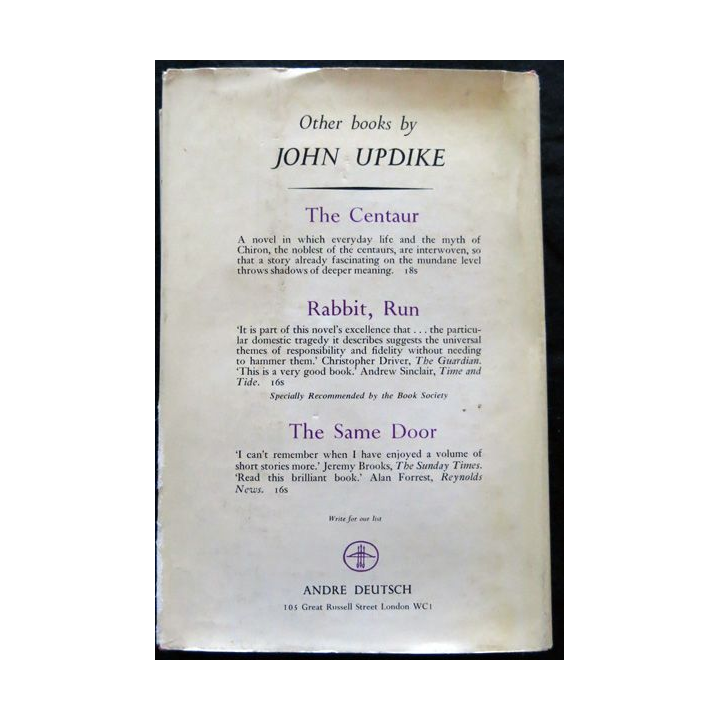 Other books by
JOHN UPDIKE
The Centaur
A novel in which everyday life and the myth of
Chiron, the noblest of the centaurs, are interwoven, so
that a story already fascinating on the mundane level
throws shadows of deeper meaning. 18s
Rabbit, Run
‘It is part of this novel’s excellence that . . . the particu-
lar domestic tragedy it describes suggests the universal
themes of responsibility and fidelity without needing
to hammer them.’ Christopher Driver, The Guardian.
‘This is a very good book.’ Andrew Sinclair, Time and
Tide. 16s
Specially Recommended by the Book Society
The Same Door
‘I can’t remember when I have enjoyed a volume of
short stories more.’ Jeremy Brooks, The Sunday Times.
‘Read this brilliant book.’ Alan Forrest, Reynolds
News. 16s
Write for our list
ANDRE DEUTSCH
105 Great Russell Street London WC1